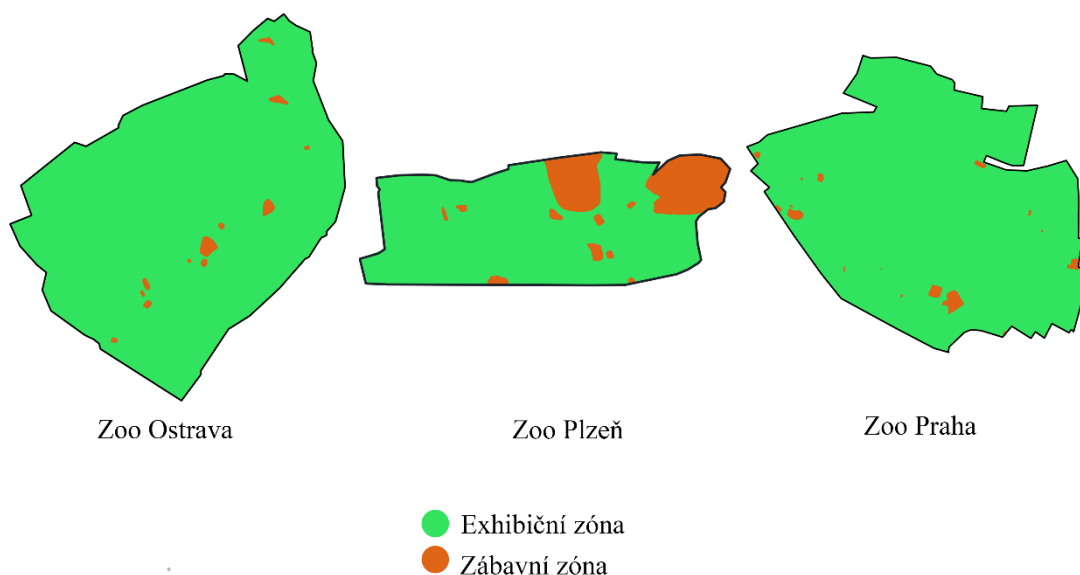 Zoo Ostrava
Zoo Plzeň
Zoo Praha
Exhibiční zóna
Zábavní zóna